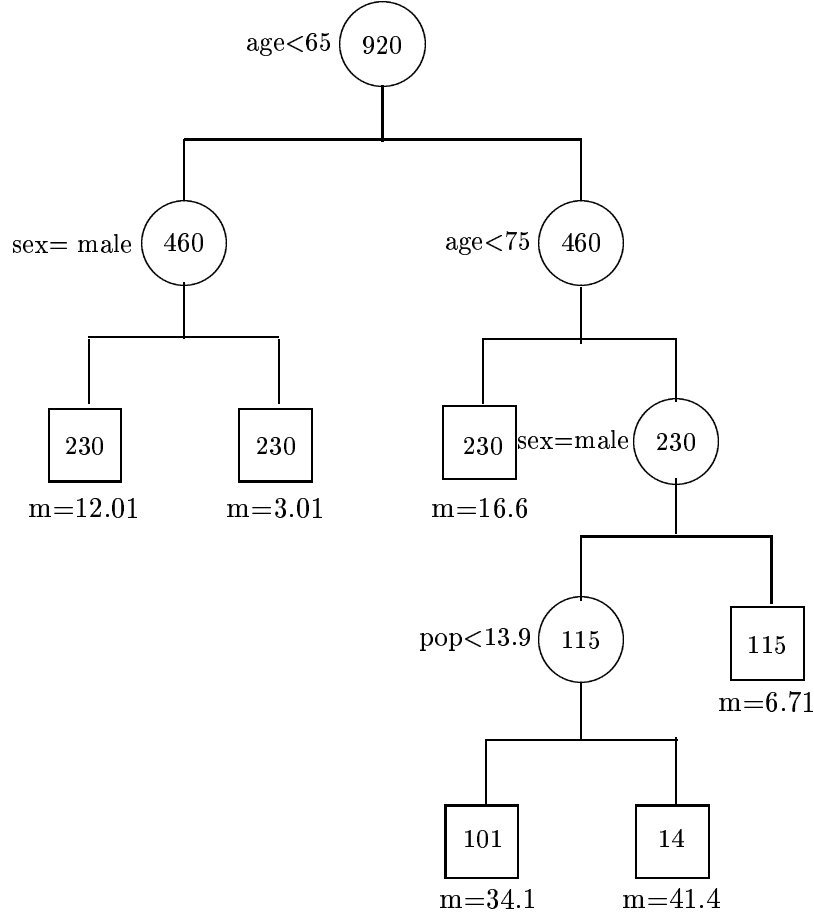 age<65 920
sex= male 460
age<75 460
230
230
230
sex=male 230
m=12.01
m=3.01
m=16.6
pop<13.9 115
115
m=6.71
101
14
m=34.1
m=41.4